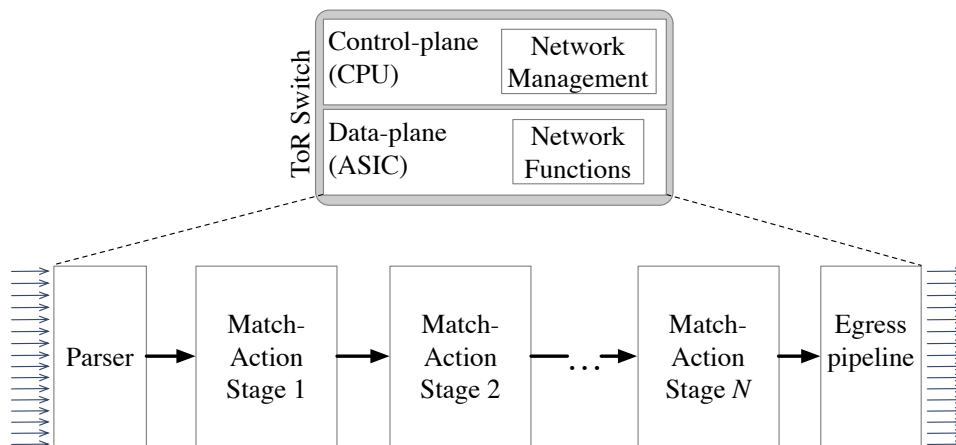 ToR Switch
Control-plane
(CPU)
Network
Management
Data-plane
(ASIC)
Network
Functions
Parser
Match-
Action
Stage 1
Match-
Action
Stage 2
...
Match-
Action
Stage N
Egress
pipeline